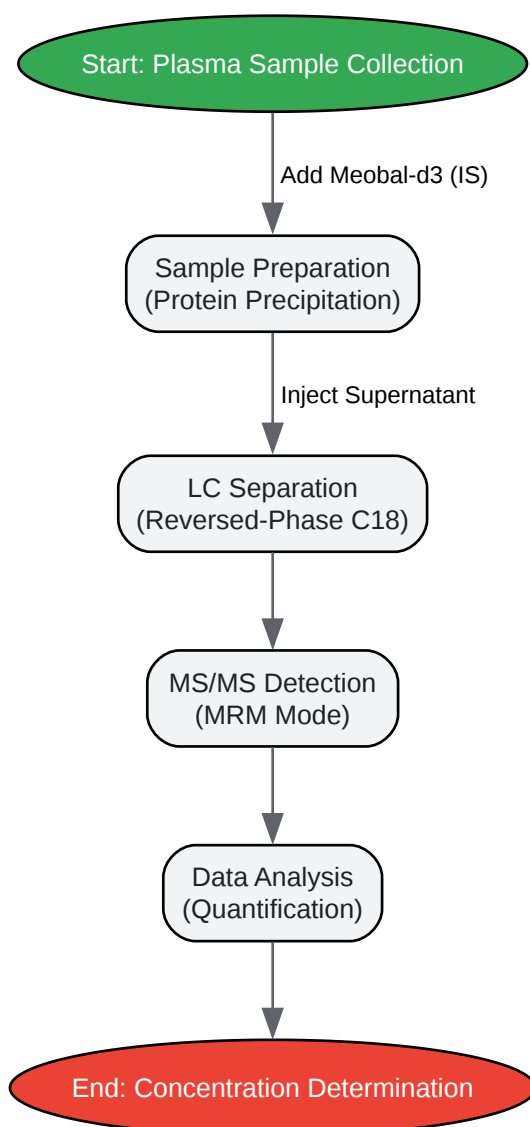 Start: Plasma Sample Collection
Add Meobal-d3 (IS)
Sample Preparation
(Protein Precipitation)
Inject Supernatant
LC Separation
(Reversed-Phase C18)
MS/MS Detection
(MRM Mode)
Data Analysis
(Quantification)
End: Concentration Determination